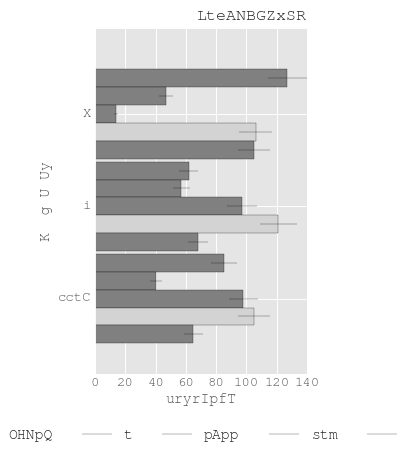 LteANBGZxSR
X
i
cctC
K g U Uy
0 20 40 60 80 100 120 140
uryrIpfT
OHNpQ t pApp stm